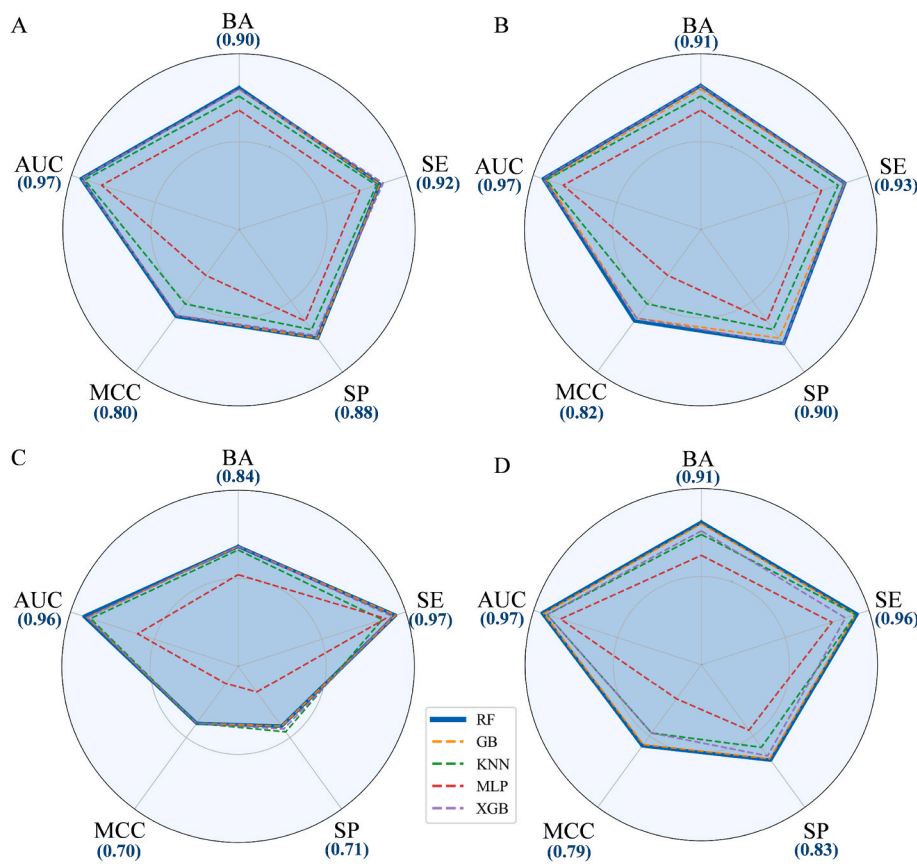 A
BA
(0.90)
AUC
(0.97)
SE
(0.92)
MCC
(0.80)
SP
(0.88)
B
BA
(0.91)
AUC
(0.97)
SE
(0.93)
MCC
(0.82)
SP
(0.90)
C
BA
(0.84)
AUC
(0.96)
SE
(0.97)
MCC
(0.70)
SP
(0.71)
D
BA
(0.91)
AUC
(0.97)
SE
(0.96)
MCC
(0.79)
SP
(0.83)
RF
GB
KNN
MLP
XGB